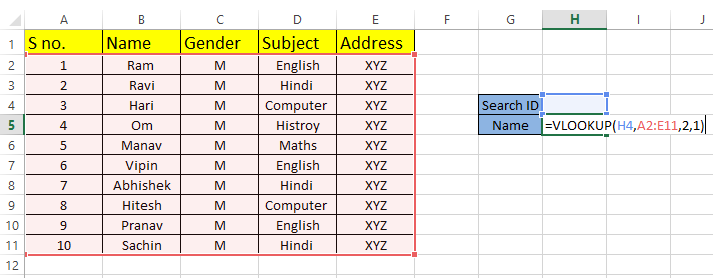 A B C D E F G H I J
1 S no. Name Gender Subject Address
2 1 Ram M English XYZ
3 2 Ravi M Hindi XYZ
4 3 Hari M Computer XYZ Search ID
5 4 Om M Histroy XYZ Name =VLOOKUP(H4,A2:E11,2,1)
6 5 Manav M Maths XYZ
7 6 Vipin M English XYZ
8 7 Abhishek M Hindi XYZ
9 8 Hitesh M Computer XYZ
10 9 Pranav M English XYZ
11 10 Sachin M Hindi XYZ
12